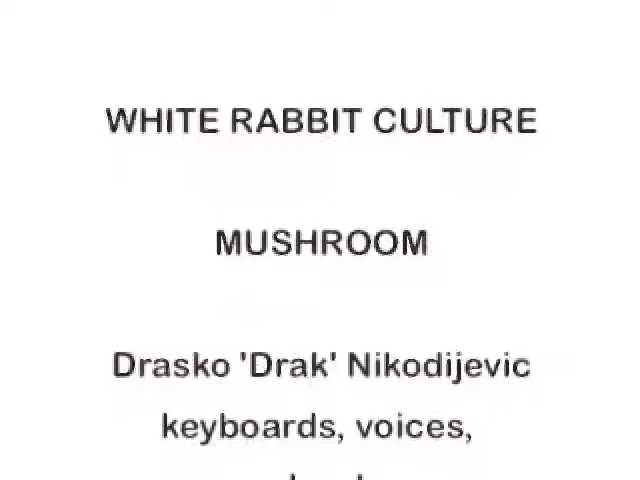 WHITE RABBIT CULTURE
MUSHROOM
Drasko 'Drak' Nikodijevic
keyboards, voices,